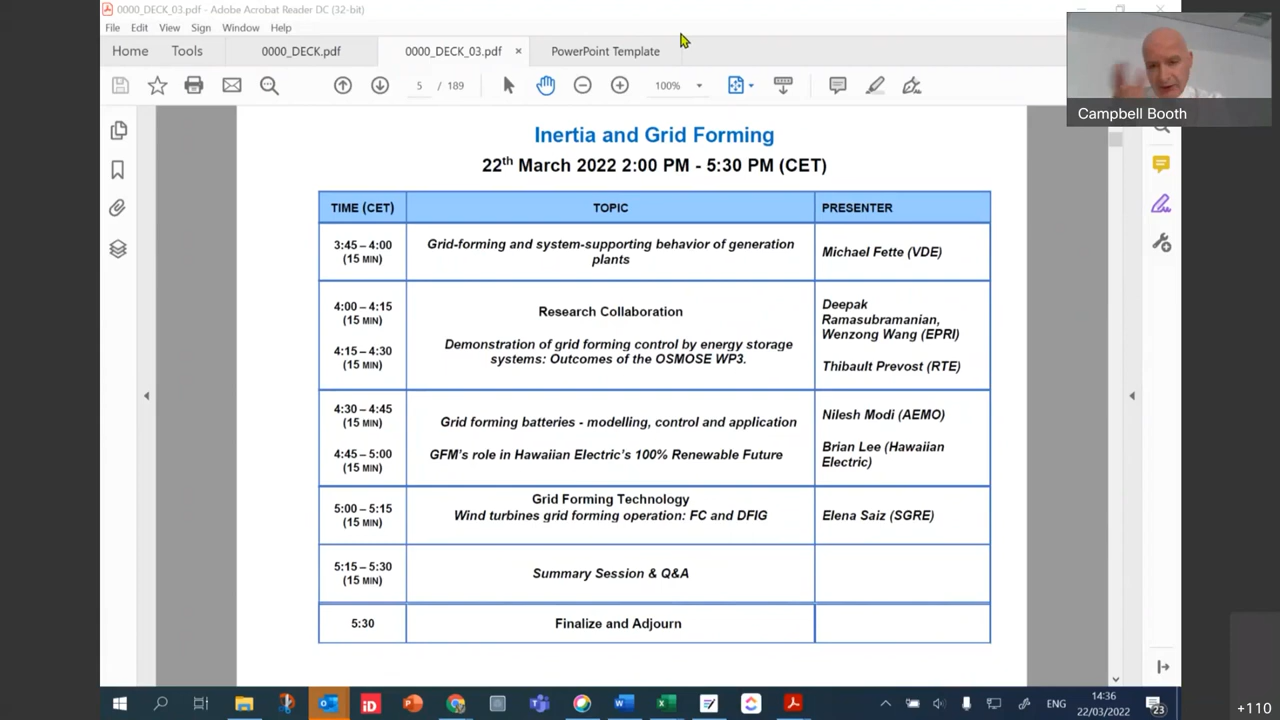 0000_DECK_03.pdf - Adobe Acrobat Reader DC (32-bit)
File Edit View Sign Window Help
Home Tools 0000_DECK.pdf 0000_DECK_03.pdf × PowerPoint Template
5 / 189 100%
Campbell Booth
Inertia and Grid Forming
22th March 2022 2:00 PM - 5:30 PM (CET)
TIME (CET) TOPIC PRESENTER
3:45 – 4:00
(15 MIN)
Grid-forming and system-supporting behavior of generation
plants
Michael Fette (VDE)
4:00 – 4:15
(15 MIN)
4:15 – 4:30
(15 MIN)
Research Collaboration
Demonstration of grid forming control by energy storage
systems: Outcomes of the OSMOSE WP3.
Deepak
Ramasubramanian,
Wenzong Wang (EPRI)
Thibault Prevost (RTE)
4:30 – 4:45
(15 MIN)
4:45 – 5:00
(15 MIN)
Grid forming batteries - modelling, control and application
GFM's role in Hawaiian Electric's 100% Renewable Future
Nilesh Modi (AEMO)
Brian Lee (Hawaiian
Electric)
5:00 – 5:15
(15 MIN)
Grid Forming Technology
Wind turbines grid forming operation: FC and DFIG
Elena Saiz (SGRE)
5:15 – 5:30
(15 MIN)
Summary Session & Q&A
5:30
Finalize and Adjourn
iD
ENG
14:36
22/03/2022
23
+110